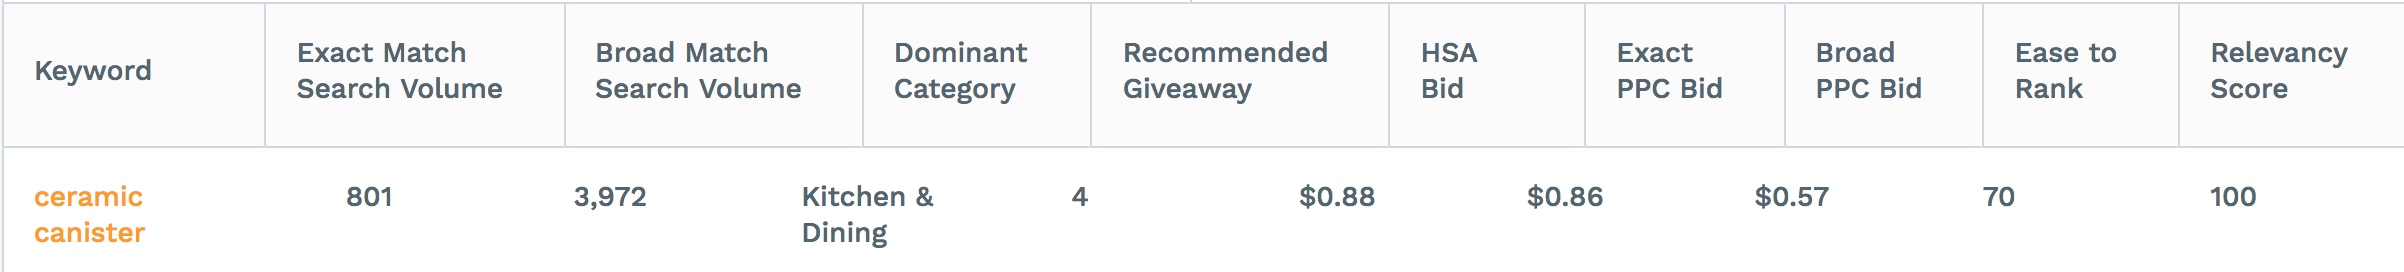 Keyword
Exact Match
Search Volume
Broad Match
Search Volume
Dominant
Category
Recommended
Giveaway
HSA
Bid
Exact
PPC Bid
Broad
PPC Bid
Ease to
Rank
Relevancy
Score
ceramic
canister
801
3,972
Kitchen &
Dining
4
$0.88
$0.86
$0.57
70
100